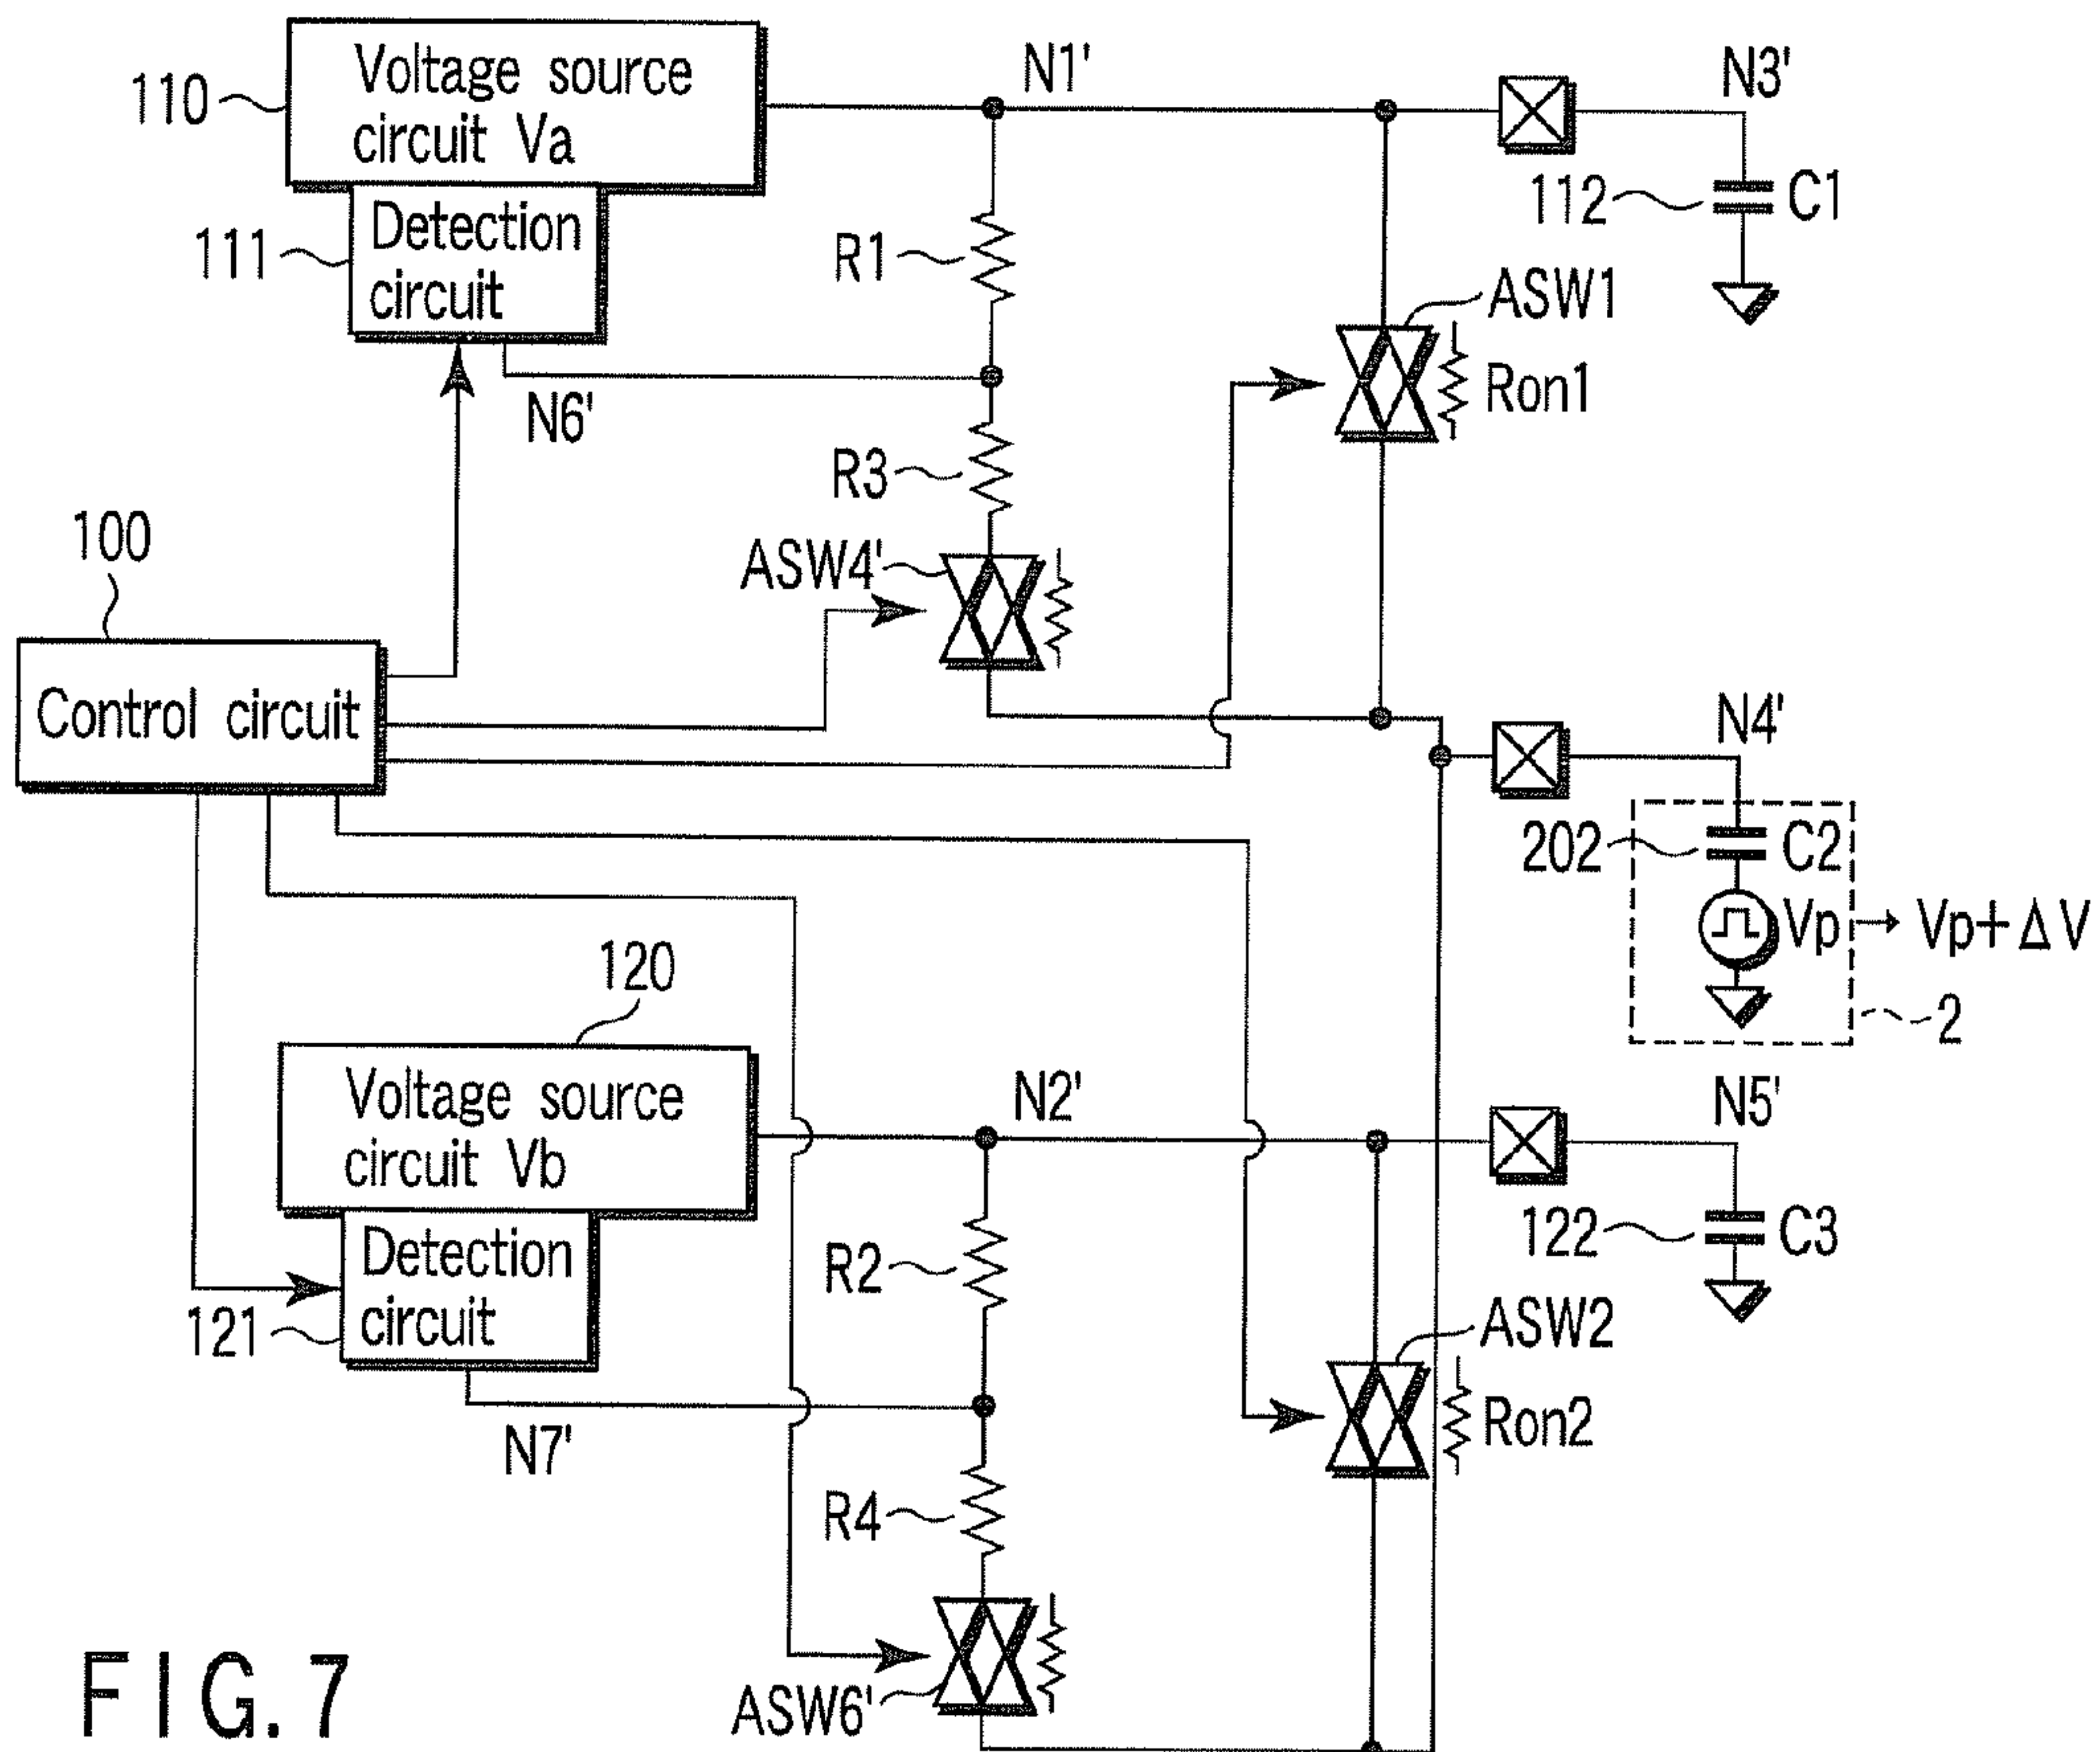 110
Voltage source
circuit Va
N1'
N3'
111
Detection
circuit
R1
112
C1
ASW1
N6'
Ron1
R3
100
ASW4'
Control circuit
N4'
202
C2
Vp
Vp+ΔV
2
120
Voltage source
circuit Vb
N2'
N5'
121
Detection
circuit
R2
122
C3
ASW2
N7'
Ron2
R4
ASW6'
FIG. 7